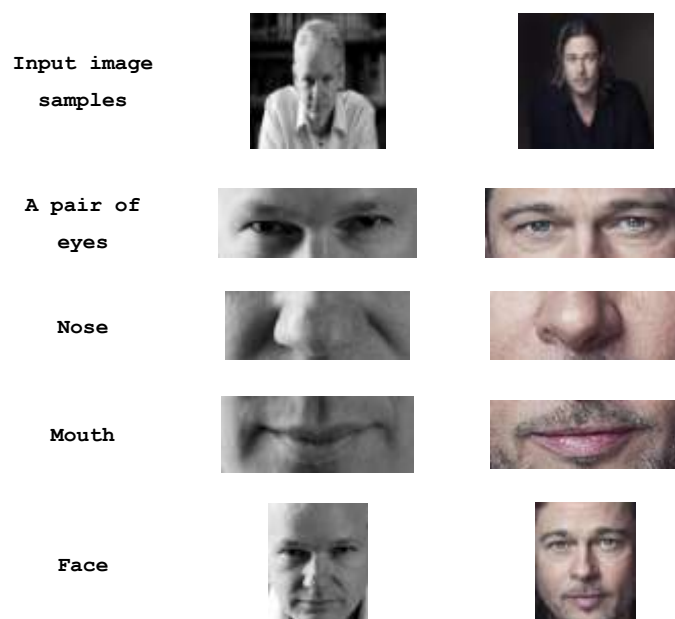 Input image
samples
A pair of
eyes
Nose
Mouth
Face